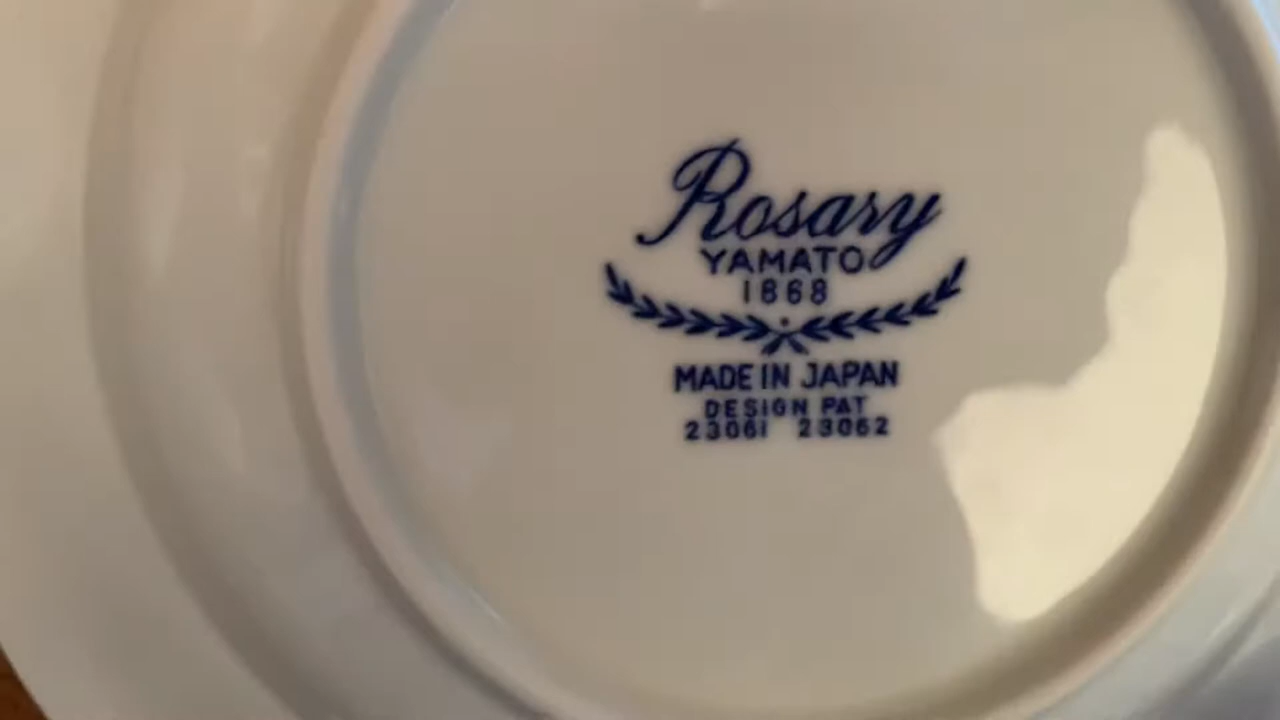 Rosary
YAMATO
1868
MADE IN JAPAN
DESIGN PAT
23061 23062